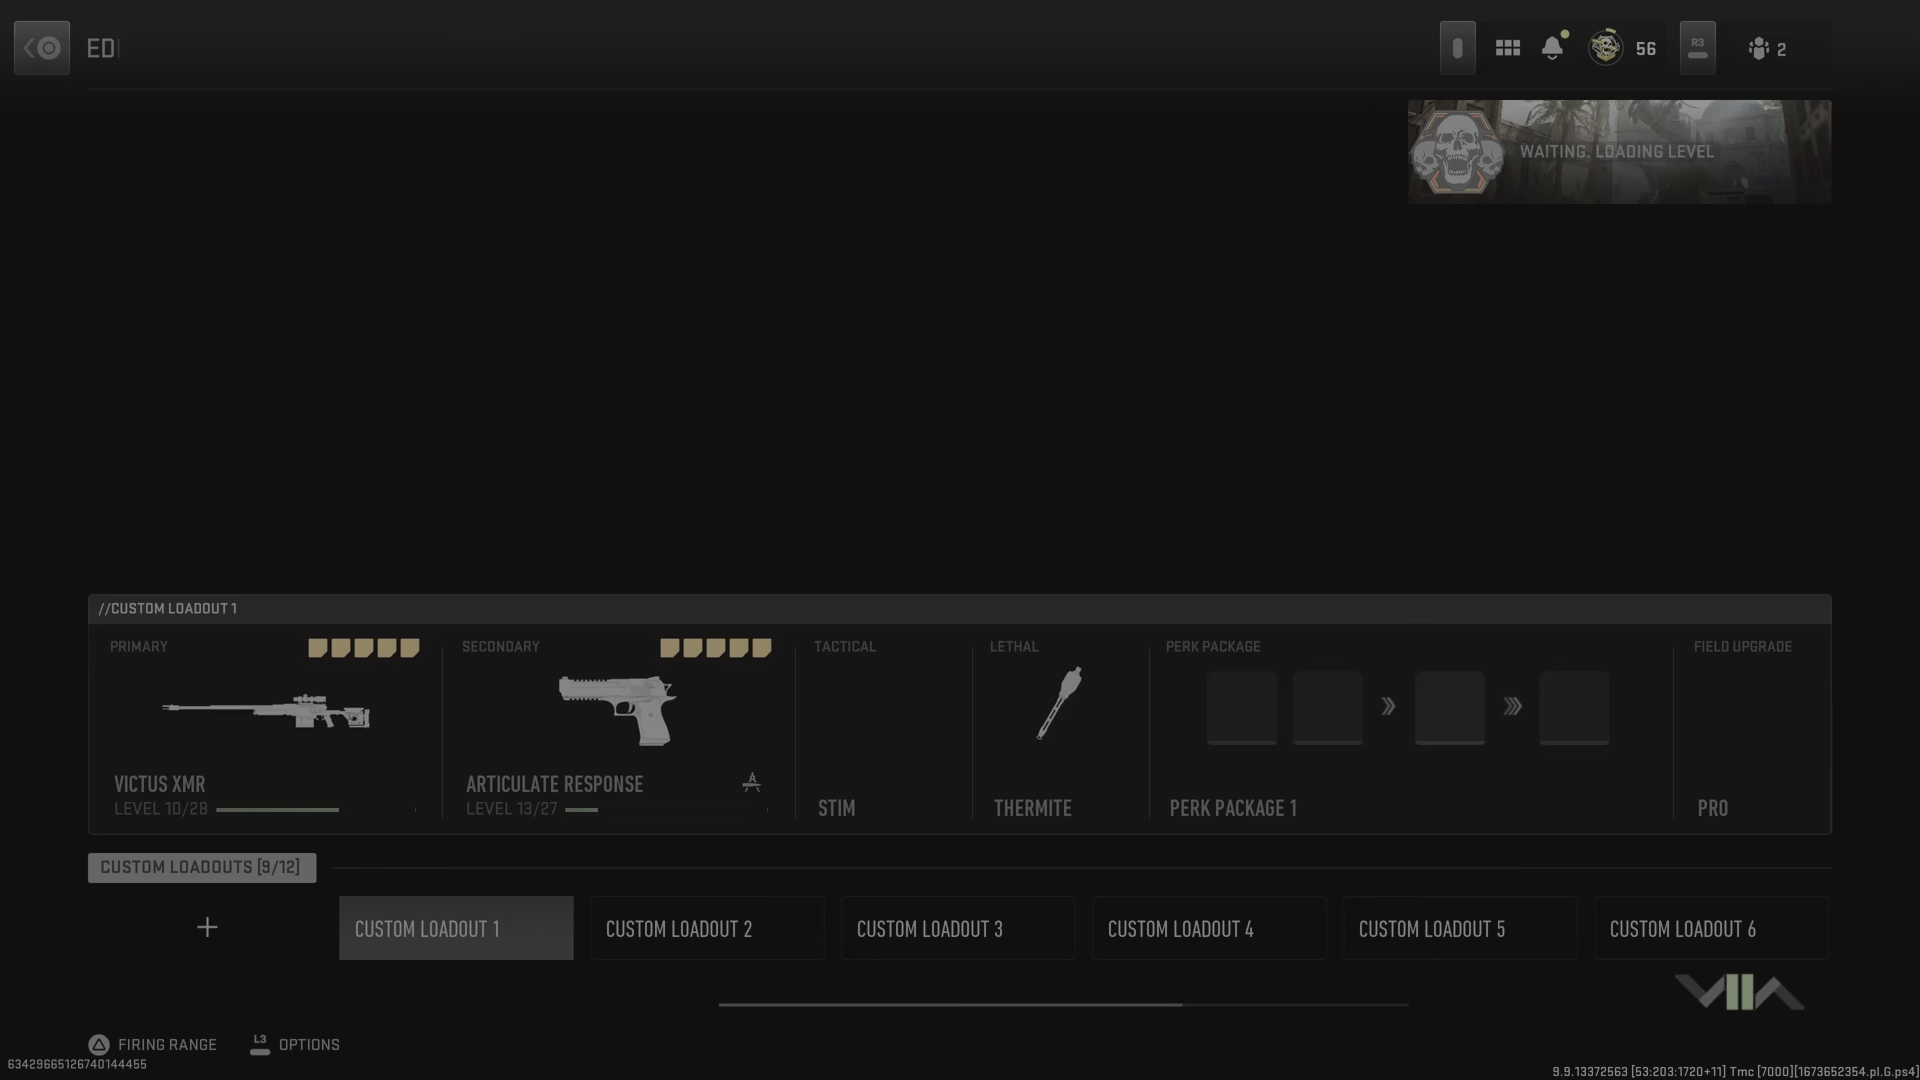 ED
56
R3
2
WAITING: LOADING LEVEL
//CUSTOM LOADOUT 1
PRIMARY
SECONDARY
TACTICAL
LETHAL
PERK PACKAGE
FIELD UPGRADE
VICTUS XMR
LEVEL 10/28
ARTICULATE RESPONSE
LEVEL 13/27
STIM
THERMITE
PERK PACKAGE 1
PRO
CUSTOM LOADOUTS [9/12]
+
CUSTOM LOADOUT 1
CUSTOM LOADOUT 2
CUSTOM LOADOUT 3
CUSTOM LOADOUT 4
CUSTOM LOADOUT 5
CUSTOM LOADOUT 6
FIRING RANGE
L3
OPTIONS
63429665126740144455
9.9.13372563 [53:203:1720+11] Tmc [7000][1673652354.pl.G.ps4]